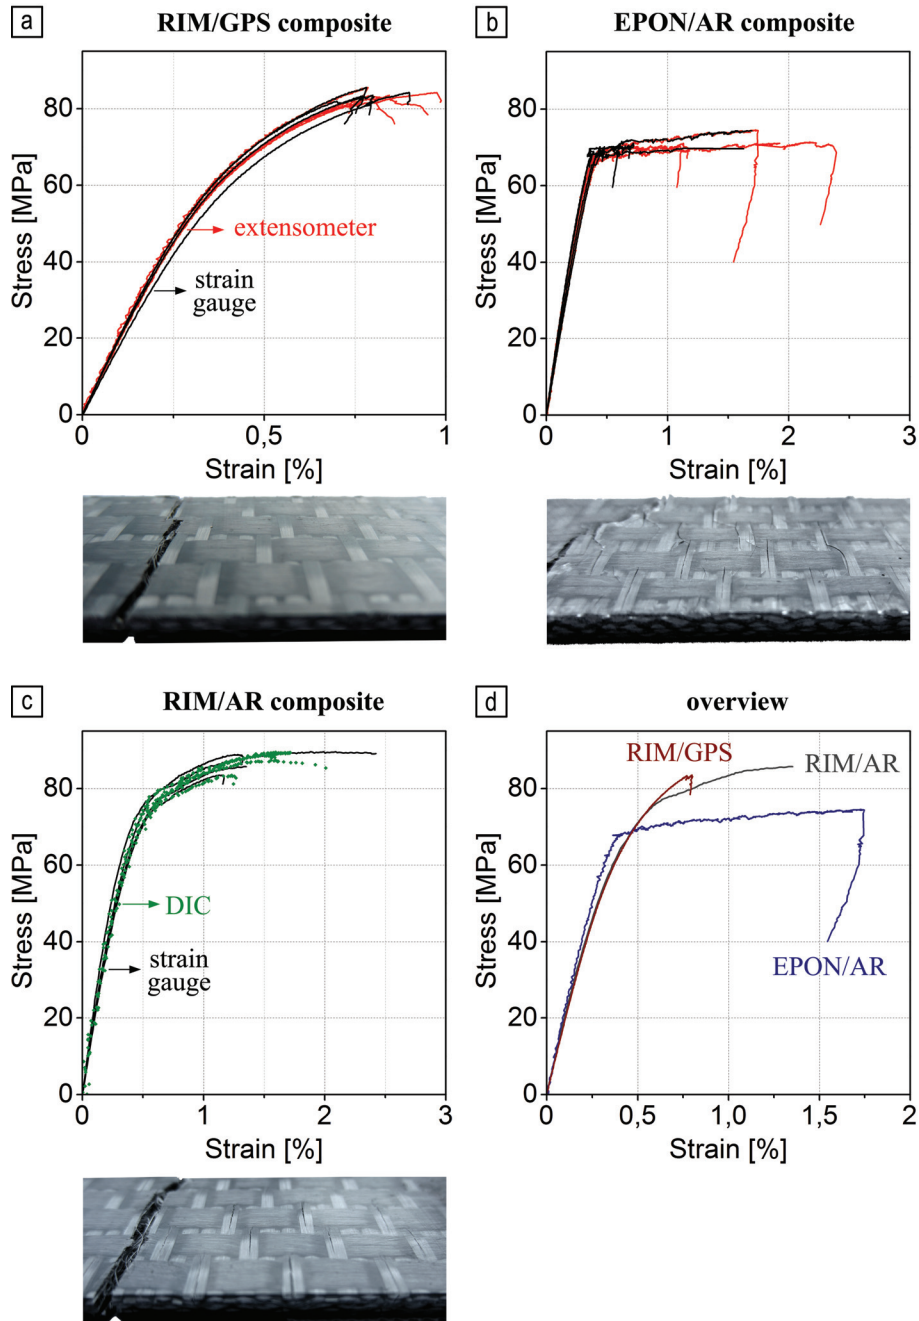 a
RIM/GPS composite
80
60
40
20
0
Stress [MPa]
extensometer
strain
gauge
0
0,5
1
Strain [%]
b
EPON/AR composite
80
60
40
20
0
Stress [MPa]
0
1
2
3
Strain [%]
c
RIM/AR composite
80
60
40
20
0
Stress [MPa]
DIC
strain
gauge
0
1
2
3
Strain [%]
d
overview
80
60
40
20
0
Stress [MPa]
RIM/GPS
RIM/AR
EPON/AR
0
0,5
1,0
1,5
2
Strain [%]